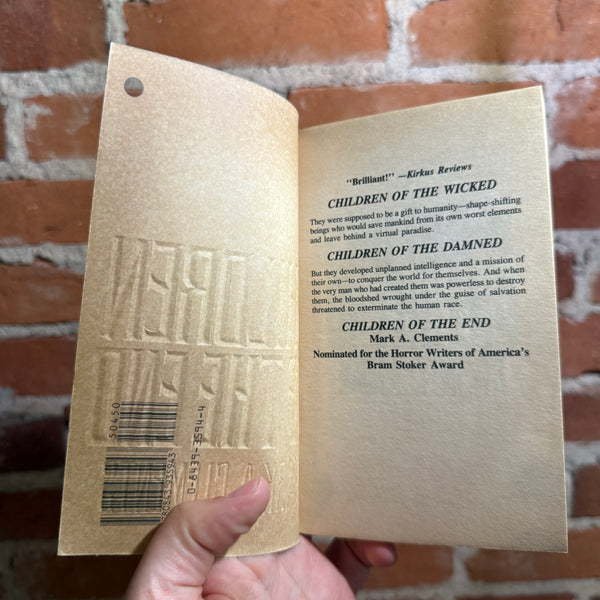 "Brilliant!" —Kirkus Reviews
CHILDREN OF THE WICKED
They were supposed to be a gift to humanity—shape-shifting
beings who would save mankind from its own worst elements
and leave behind a virtual paradise.
CHILDREN OF THE DAMNED
But they developed unplanned intelligence and a mission of
their own—to conquer the world for themselves. And when
the very man who had created them was powerless to destroy
them, the bloodshed wrought under the guise of salvation
threatened to exterminate the human race.
CHILDREN OF THE END
Mark A. Clements
Nominated for the Horror Writers of America's
Bram Stoker Award
50450
0-8439-3594-4